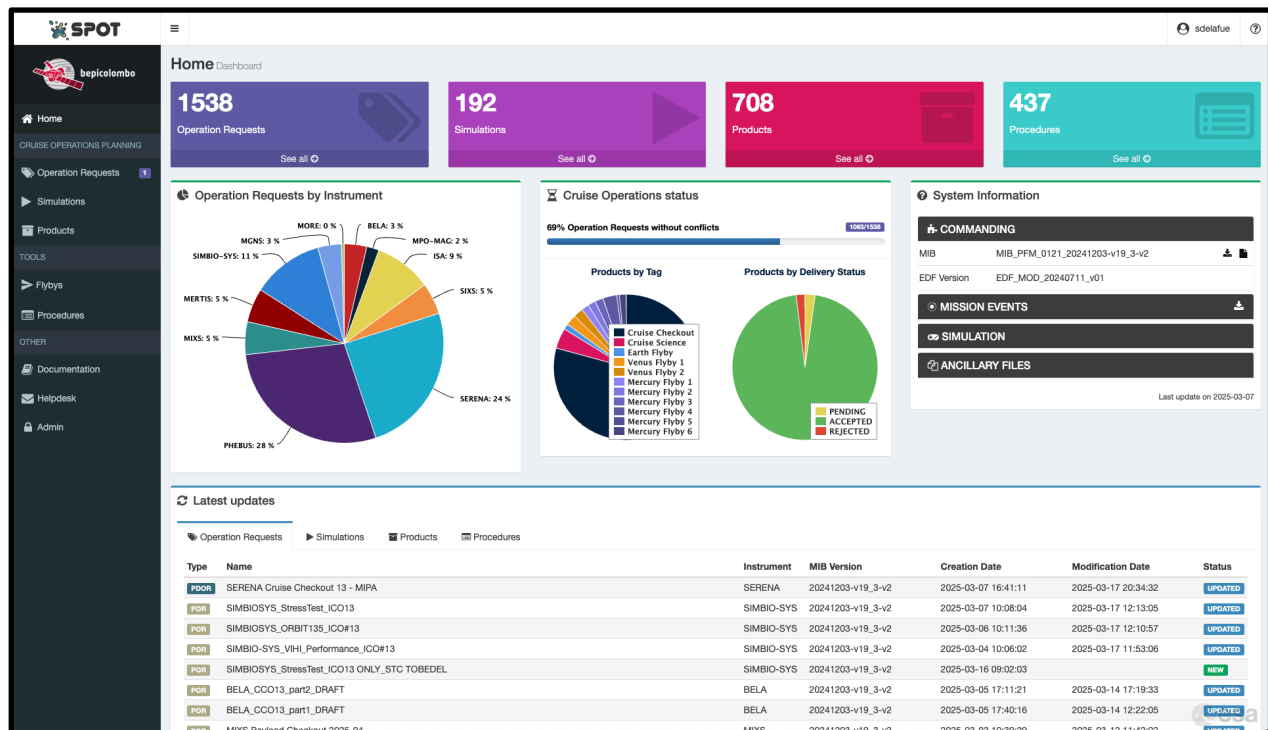 SPOT
sdelafue
bepicolombo
Home
CRUISE OPERATIONS PLANNING
Operation Requests 1
Simulations
Products
TOOLS
Flybys
Procedures
OTHER
Documentation
Helpdesk
Admin
Home Dashboard
1538
Operation Requests
See all
192
Simulations
See all
708
Products
See all
437
Procedures
See all
Operation Requests by Instrument
MORE: 0 %
BELA: 3 %
MGNS: 3 %
MPO-MAG: 2 %
SIMBIO-SYS: 11 %
ISA: 9 %
MERTIS: 5 %
SIXS: 5 %
MIXS: 5 %
SERENA: 24 %
PHEBUS: 28 %
Cruise Operations status
69% Operation Requests without conflicts
1063/1538
Products by Tag
Cruise Checkout
Cruise Science
Earth Flyby
Venus Flyby 1
Venus Flyby 2
Mercury Flyby 1
Mercury Flyby 2
Mercury Flyby 3
Mercury Flyby 4
Mercury Flyby 5
Mercury Flyby 6
Products by Delivery Status
PENDING
ACCEPTED
REJECTED
System Information
COMMANDING
MIB MIB_PFM_0121_20241203-v19_3-v2
EDF Version EDF_MOD_20240711_v01
MISSION EVENTS
SIMULATION
ANCILLARY FILES
Last update on 2025-03-07
Latest updates
Operation Requests Simulations Products Procedures
Type Name Instrument MIB Version Creation Date Modification Date Status
PDOR SERENA Cruise Checkout 13 - MIPA SERENA 20241203-v19_3-v2 2025-03-07 16:41:11 2025-03-17 20:34:32 UPDATED
POR SIMBIOSYS_StressTest_ICO13 SIMBIO-SYS 20241203-v19_3-v2 2025-03-07 10:08:04 2025-03-17 12:13:05 UPDATED
POR SIMBIOSYS_ORBIT135_ICO#13 SIMBIO-SYS 20241203-v19_3-v2 2025-03-06 10:11:36 2025-03-17 12:10:57 UPDATED
POR SIMBIO-SYS_VIHI_Performance_ICO#13 SIMBIO-SYS 20241203-v19_3-v2 2025-03-04 10:06:02 2025-03-17 11:53:06 UPDATED
POR SIMBIOSYS_StressTest_ICO13 ONLY_STC TOBEDEL SIMBIO-SYS 20241203-v19_3-v2 2025-03-16 09:02:03 NEW
POR BELA_CCO13_part2_DRAFT BELA 20241203-v19_3-v2 2025-03-05 17:11:21 2025-03-14 17:19:33 UPDATED
POR BELA_CCO13_part1_DRAFT BELA 20241203-v19_3-v2 2025-03-05 17:40:16 2025-03-14 12:22:05 UPDATED
esa